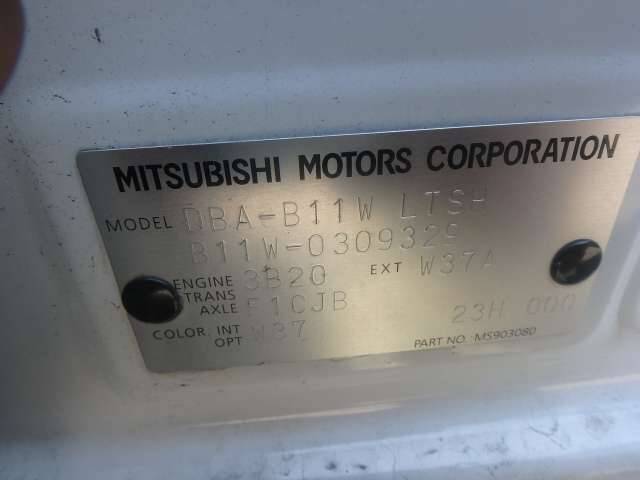 MITSUBISHI MOTORS CORPORATION
MODEL DBA-B11W LTSH
B11W-0309329
ENGINE 3B20 EXT W37A
TRANS
AXLE F1CJB 23H 000
COLOR, INT W37
OPT
PART NO. MS903080